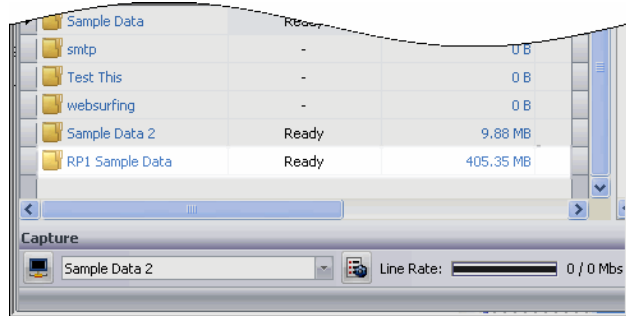 Sample Data Ready
smtp - 0 B
Test This - 0 B
websurfing - 0 B
Sample Data 2 Ready 9.88 MB
RP1 Sample Data Ready 405.35 MB
Capture
Sample Data 2 Line Rate: 0 / 0 Mbs